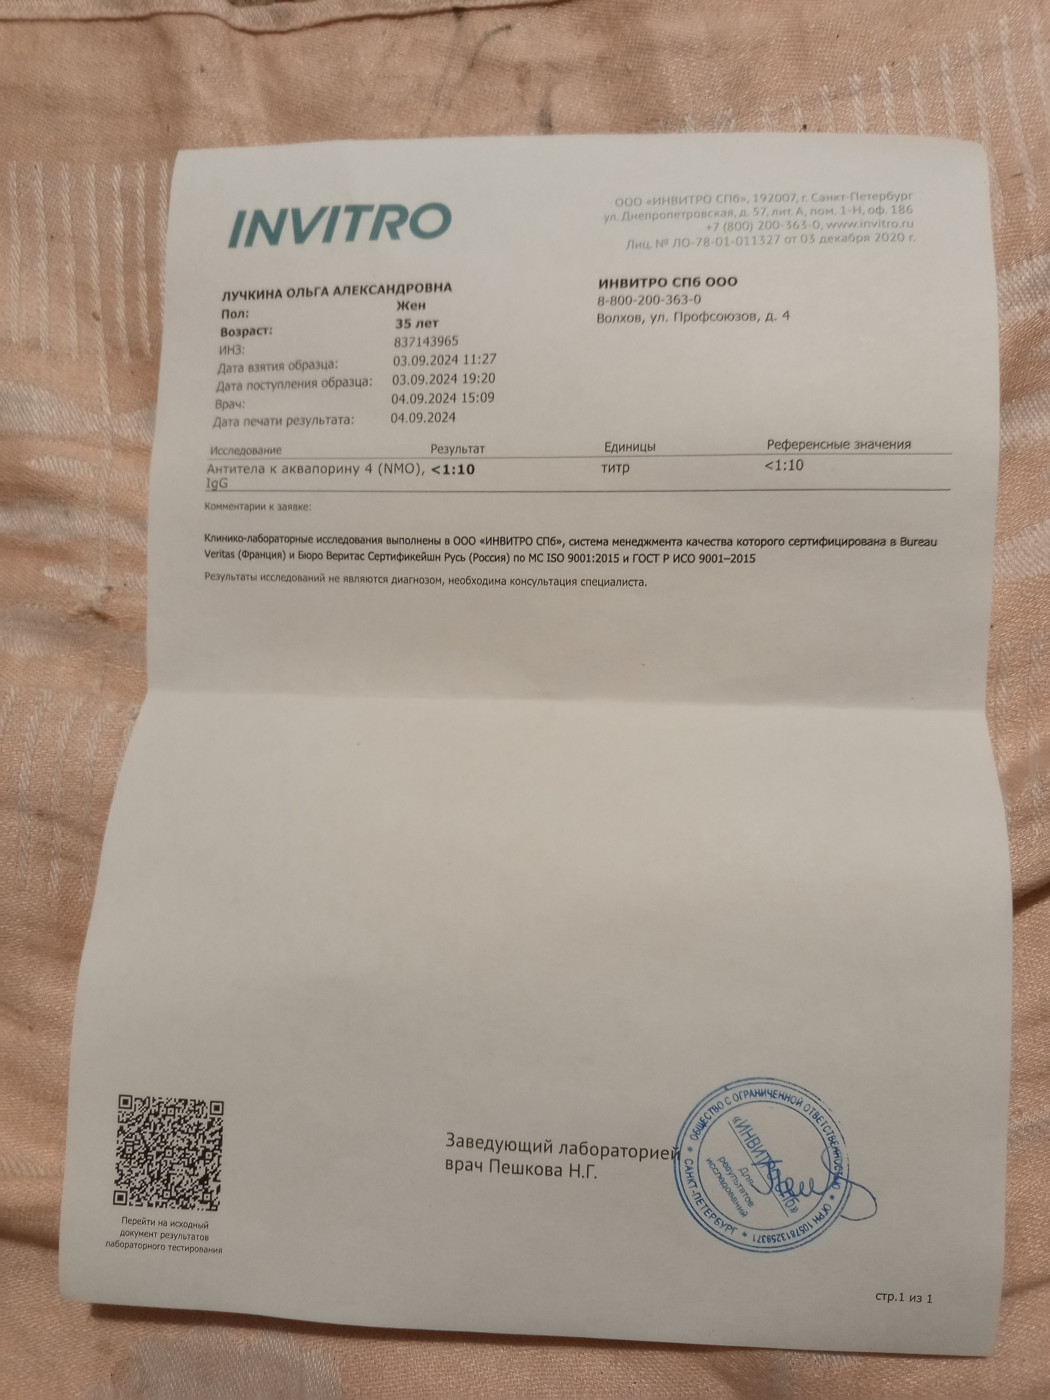 INVITRO
ООО «ИНВИТРО СПб», 192007, г. Санкт-Петербург
ул. Днепропетровская, д. 57, лит. А, пом. 1-Н, оф. 186
+7 (800) 200-363-0, www.invitro.ru
Лиц. № ЛО-78-01-011327 от 03 декабря 2020 г.
ЛУЧКИНА ОЛЬГА АЛЕКСАНДРОВНА
Пол: Жен
Возраст: 35 лет
ИНЗ: 837143965
Дата взятия образца: 03.09.2024 11:27
Дата поступления образца: 03.09.2024 19:20
Врач: 04.09.2024 15:09
Дата печати результата: 04.09.2024
ИНВИТРО СПб ООО
8-800-200-363-0
Волхов, ул. Профсоюзов, д. 4
Исследование Результат Единицы Референсные значения
Антитела к аквапорину 4 (NMO), <1:10 титр <1:10
IgG
Комментарии к заявке:
Клинико-лабораторные исследования выполнены в ООО «ИНВИТРО СПб», система менеджмента качества которого сертифицирована в Bureau
Veritas (Франция) и Бюро Веритас Сертификейшн Русь (Россия) по МС ISO 9001:2015 и ГОСТ Р ИСО 9001–2015
Результаты исследований не являются диагнозом, необходима консультация специалиста.
Перейти на исходный
документ результатов
лабораторного тестирования
Заведующий лабораторией
врач Пешкова Н.Г.
ОБЩЕСТВО С ОГРАНИЧЕННОЙ ОТВЕТСТВЕННОСТЬЮ
САНКТ-ПЕТЕРБУРГ
Для
результатов
исследований
стр.1 из 1